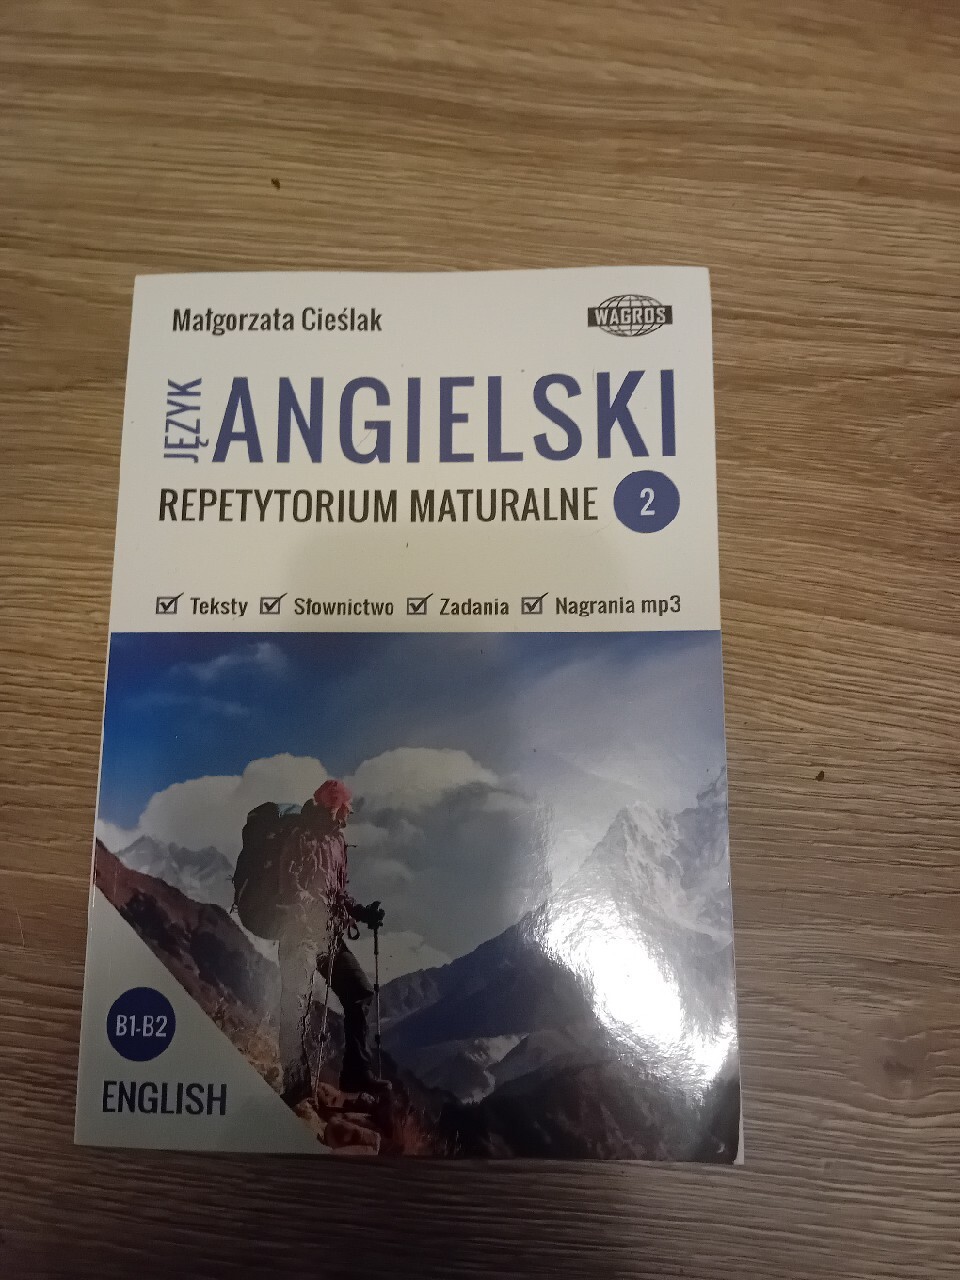 Małgorzata Cieślak
WAGROS
JĘZYK
ANGIELSKI
REPETYTORIUM MATURALNE 2
Teksty Słownictwo Zadania Nagrania mp3
B1-B2
ENGLISH